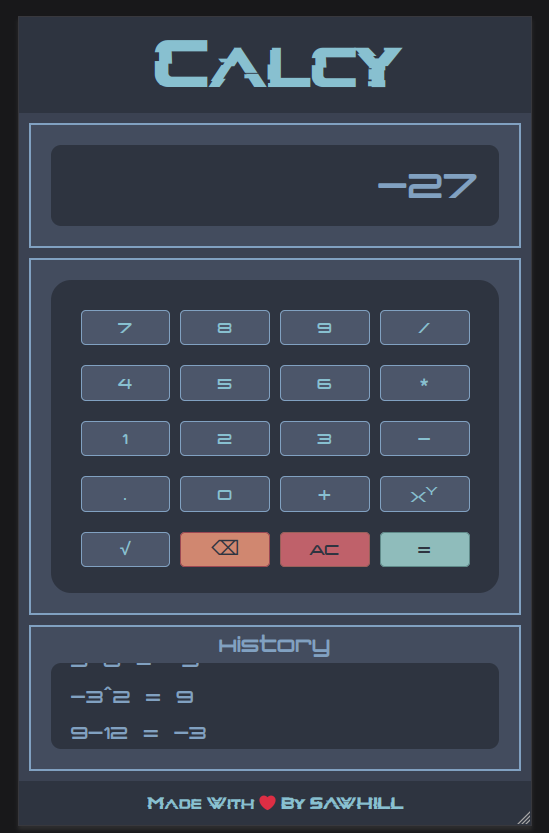 CALCY
-27
7 8 9 /
4 5 6 *
1 2 3 -
. 0 + XY
√ ⌫ AC =
History
-3^2 = 9
9-12 = -3
MADE WITH ❤ BY SAWHILL